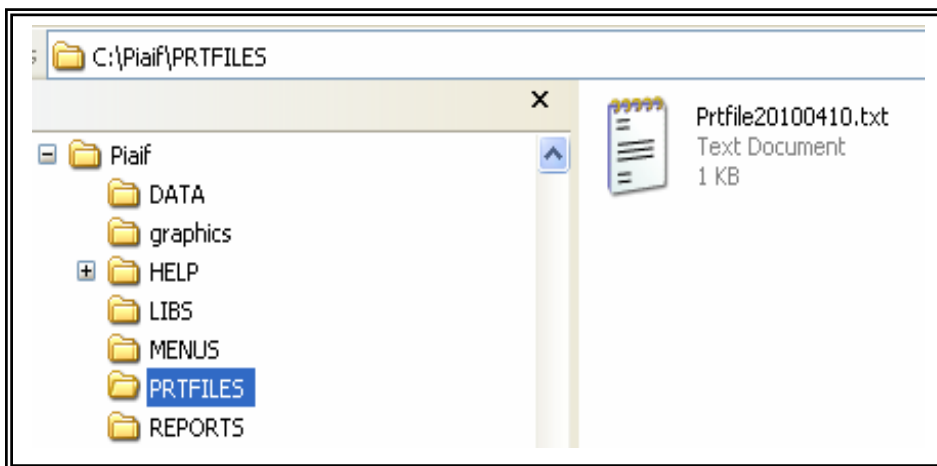 C:\Piaif\PRTFILES
Piaif
DATA
graphics
HELP
LIBS
MENUS
PRTFILES
REPORTS
Prtfile20100410.txt
Text Document
1 KB